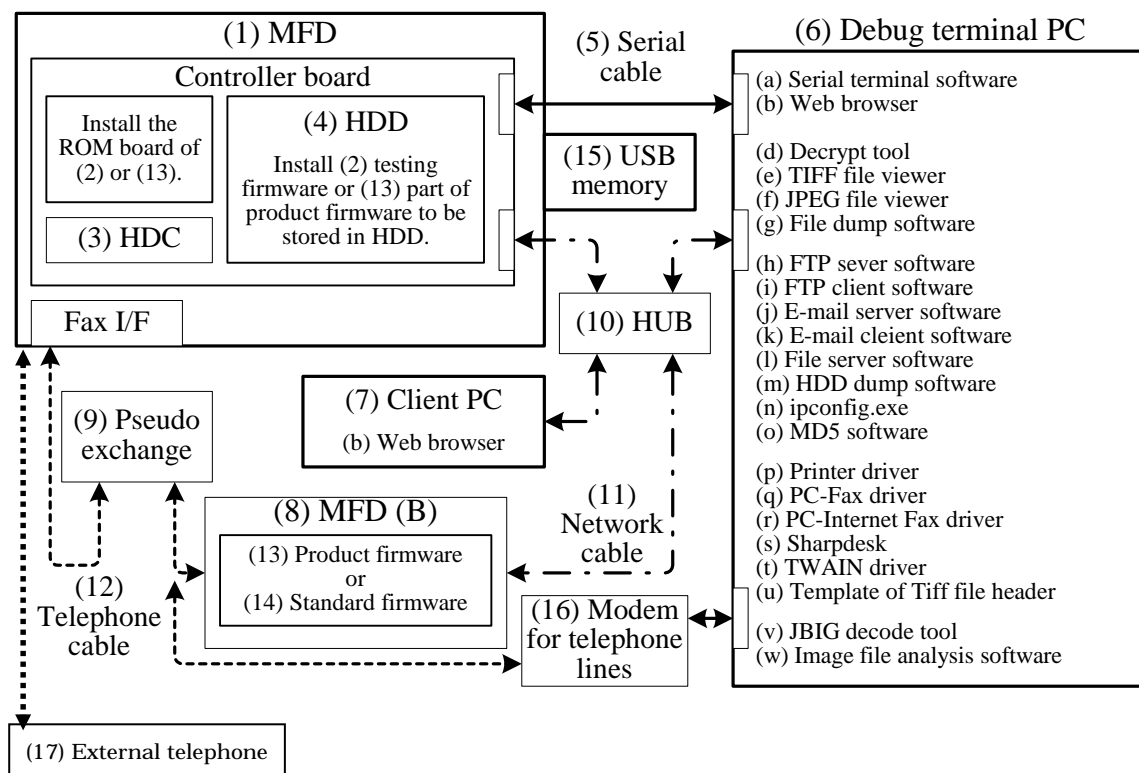 (1) MFD
Controller board
Install the
ROM board of
(2) or (13).
(3) HDC
(4) HDD
Install (2) testing
firmware or (13) part of
product firmware to be
stored in HDD.
Fax I/F
(5) Serial
cable
(15) USB
memory
(10) HUB
(7) Client PC
(b) Web browser
(9) Pseudo
exchange
(8) MFD (B)
(13) Product firmware
or
(14) Standard firmware
(11)
Network
cable
(12)
Telephone
cable
(16) Modem
for telephone
lines
(17) External telephone
(6) Debug terminal PC
(a) Serial terminal software
(b) Web browser
(d) Decrypt tool
(e) TIFF file viewer
(f) JPEG file viewer
(g) File dump software
(h) FTP sever software
(i) FTP client software
(j) E-mail server software
(k) E-mail cleient software
(l) File server software
(m) HDD dump software
(n) ipconfig.exe
(o) MD5 software
(p) Printer driver
(q) PC-Fax driver
(r) PC-Internet Fax driver
(s) Sharpdesk
(t) TWAIN driver
(u) Template of Tiff file header
(v) JBIG decode tool
(w) Image file analysis software